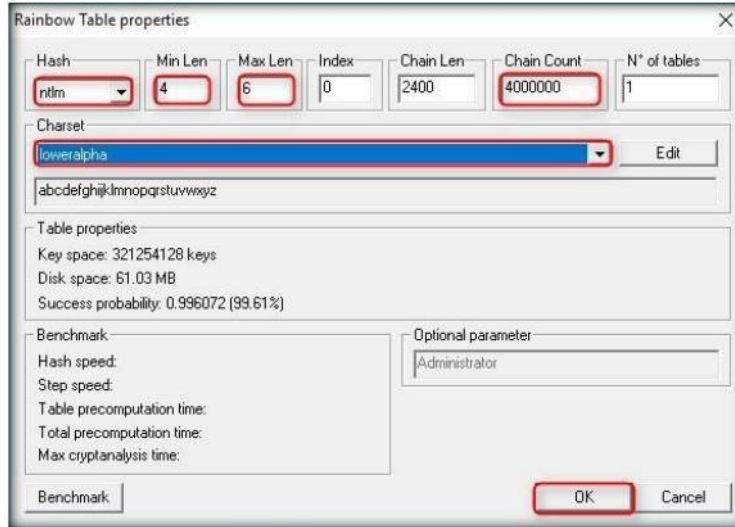 Rainbow Table properties
Hash Min Len Max Len Index Chain Len Chain Count N° of tables
ntlm 4 6 0 2400 4000000 1
Charset
loweralpha Edit
abcdefghijklmnopqrstuvwxyz
Table properties
Key space: 321254128 keys
Disk space: 61.03 MB
Success probability: 0.996072 (99.61%)
Benchmark Optional parameter
Hash speed: Administrator
Step speed:
Table precomputation time:
Total precomputation time:
Max cryptanalysis time:
Benchmark OK Cancel